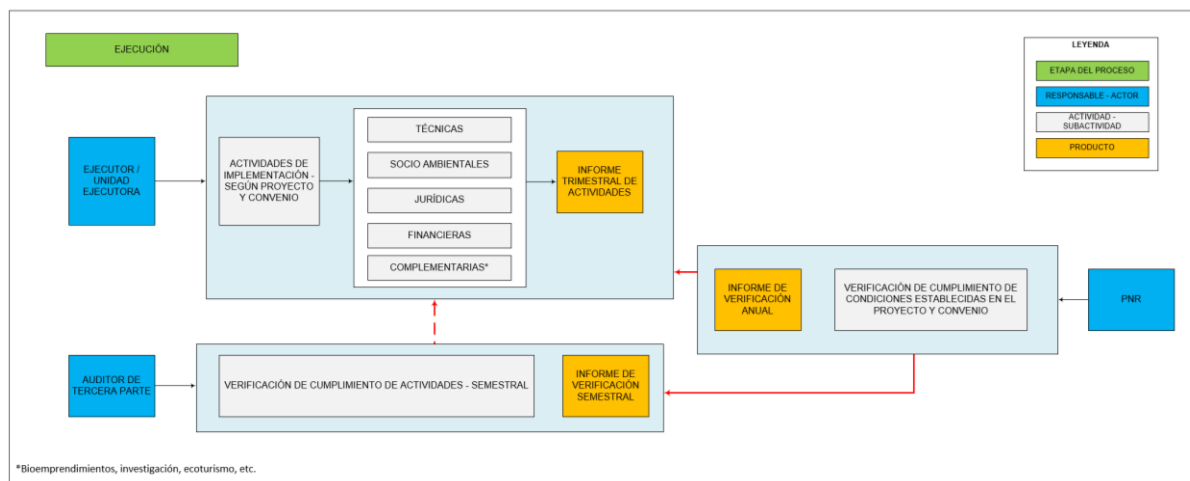 EJECUCIÓN
LEYENDA
ETAPA DEL PROCESO
RESPONSABLE - ACTOR
ACTIVIDAD -
SUBACTIVIDAD
PRODUCTO
EJECUTOR /
UNIDAD
EJECUTORA
ACTIVIDADES DE
IMPLEMENTACIÓN -
SEGÚN PROYECTO
Y CONVENIO
TÉCNICAS
SOCIO AMBIENTALES
JURÍDICAS
FINANCIERAS
COMPLEMENTARIAS*
INFORME
TRIMESTRAL DE
ACTIVIDADES
INFORME DE
VERIFICACIÓN
ANUAL
VERIFICACIÓN DE CUMPLIMIENTO DE
CONDICIONES ESTABLECIDAS EN EL
PROYECTO Y CONVENIO
PNR
AUDITOR DE
TERCERA PARTE
VERIFICACIÓN DE CUMPLIMIENTO DE ACTIVIDADES - SEMESTRAL
INFORME DE
VERIFICACIÓN
SEMESTRAL
*Bioemprendimientos, investigación, ecoturismo, etc.